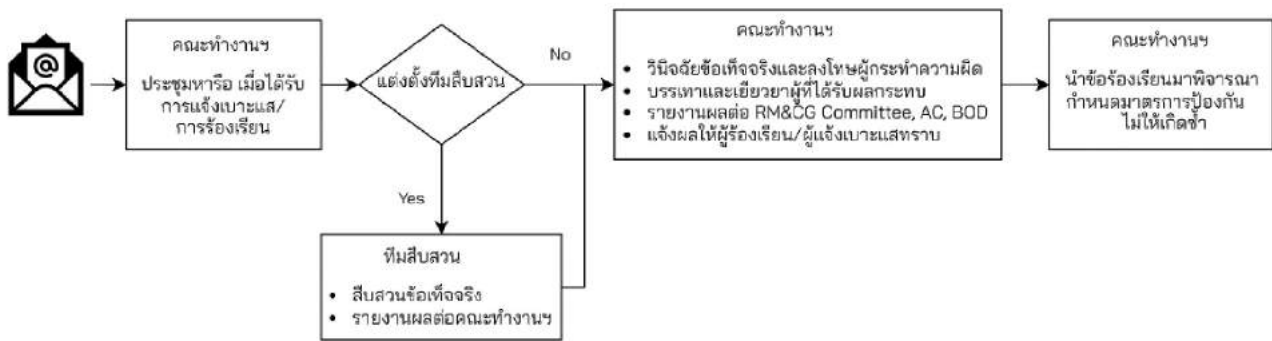 @
คณะทำงานฯ
ประชุมหารือ เมื่อได้รับ
การแจ้งเบาะแส/
การร้องเรียน
แต่งตั้งทีมสืบสวน
No
Yes
ทีมสืบสวน
• สืบสวนข้อเท็จจริง
• รายงานผลต่อคณะทำงานฯ
คณะทำงานฯ
• วินิจฉัยข้อเท็จจริงและลงโทษผู้กระทำความผิด
• บรรเทาและเยียวยาผู้ที่ได้รับผลกระทบ
• รายงานผลต่อ RM&CG Committee, AC, BOD
• แจ้งผลให้ผู้ร้องเรียน/ผู้แจ้งเบาะแสทราบ
คณะทำงานฯ
นำข้อร้องเรียนมาพิจารณา
กำหนดมาตรการป้องกัน
ไม่ให้เกิดซ้ำ